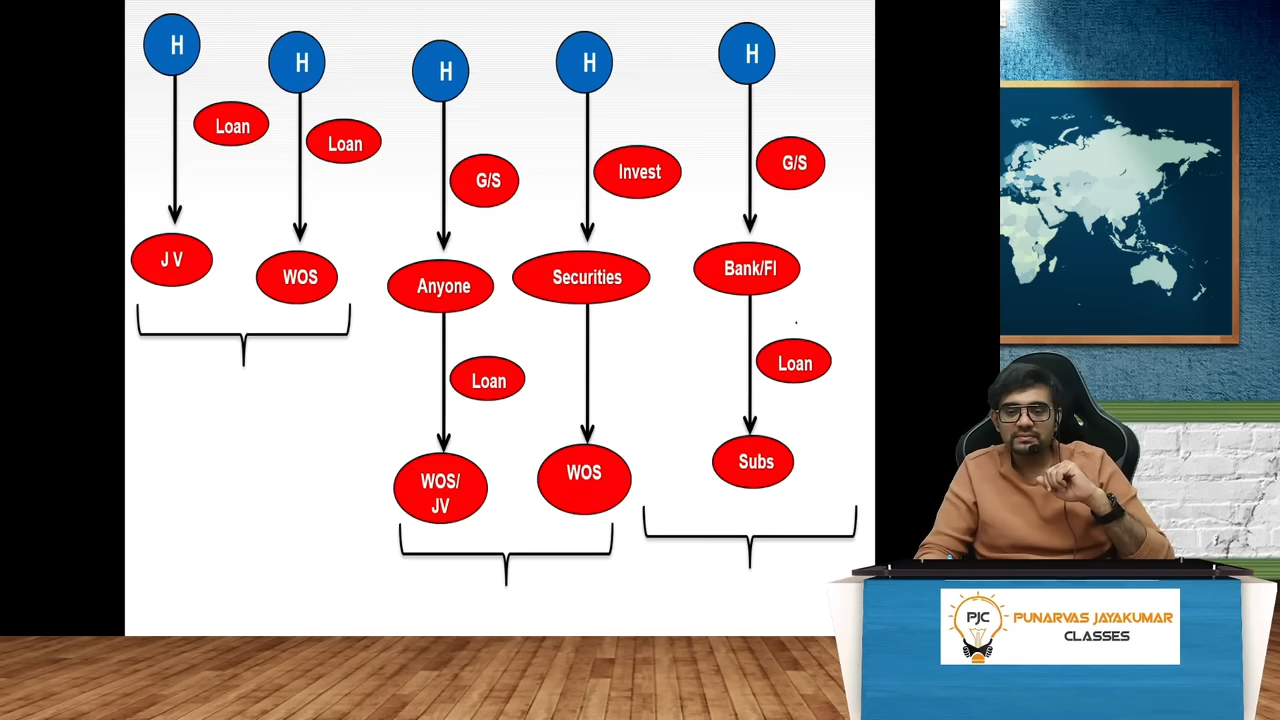 H
H
H
H
H
Loan
Loan
G/S
Invest
G/S
J V
WOS
Anyone
Securities
Bank/FI
Loan
Loan
WOS/
JV
WOS
Subs
PJC
PUNARVAS JAYAKUMAR
CLASSES